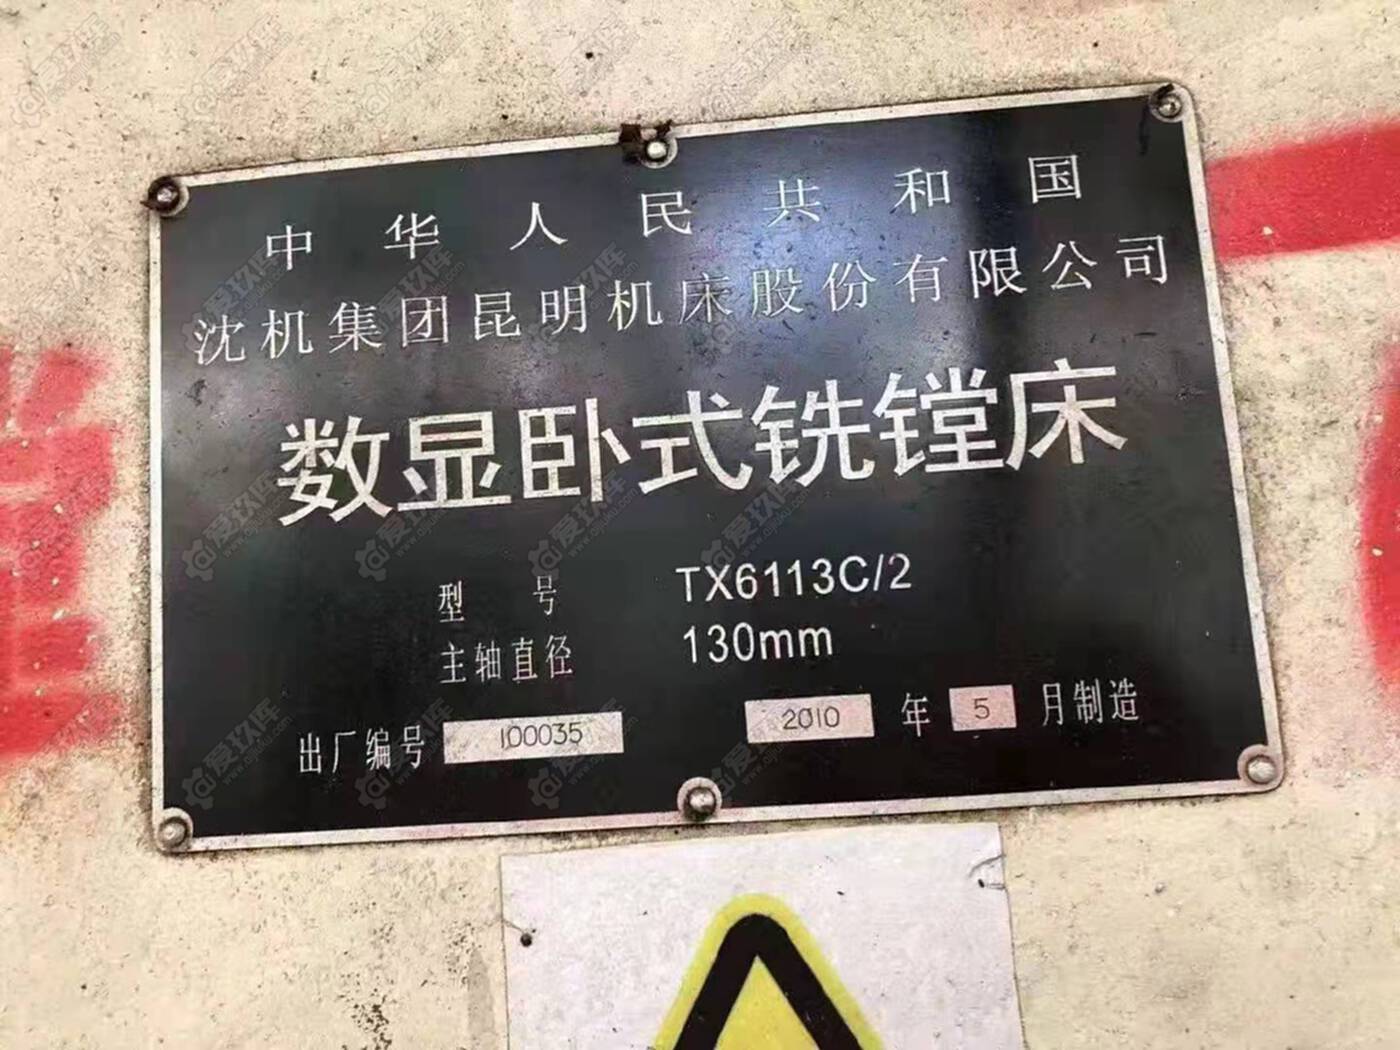 中华人民共和国
沈机集团昆明机床股份有限公司
数显卧式铣镗床
型号 TX6113C/2
主轴直径 130mm
出厂编号 100035 2010 年 5 月制造